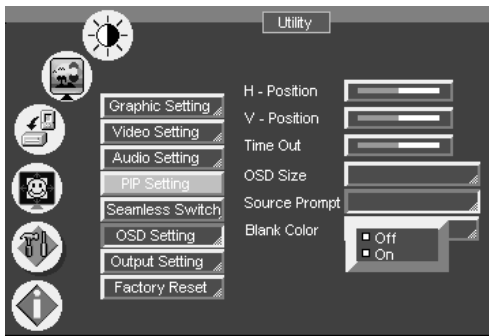 Utility
Graphic Setting
Video Setting
Audio Setting
PIP Setting
Seamless Switch
OSD Setting
Output Setting
Factory Reset
H - Position
V - Position
Time Out
OSD Size
Source Prompt
Blank Color
Off
On